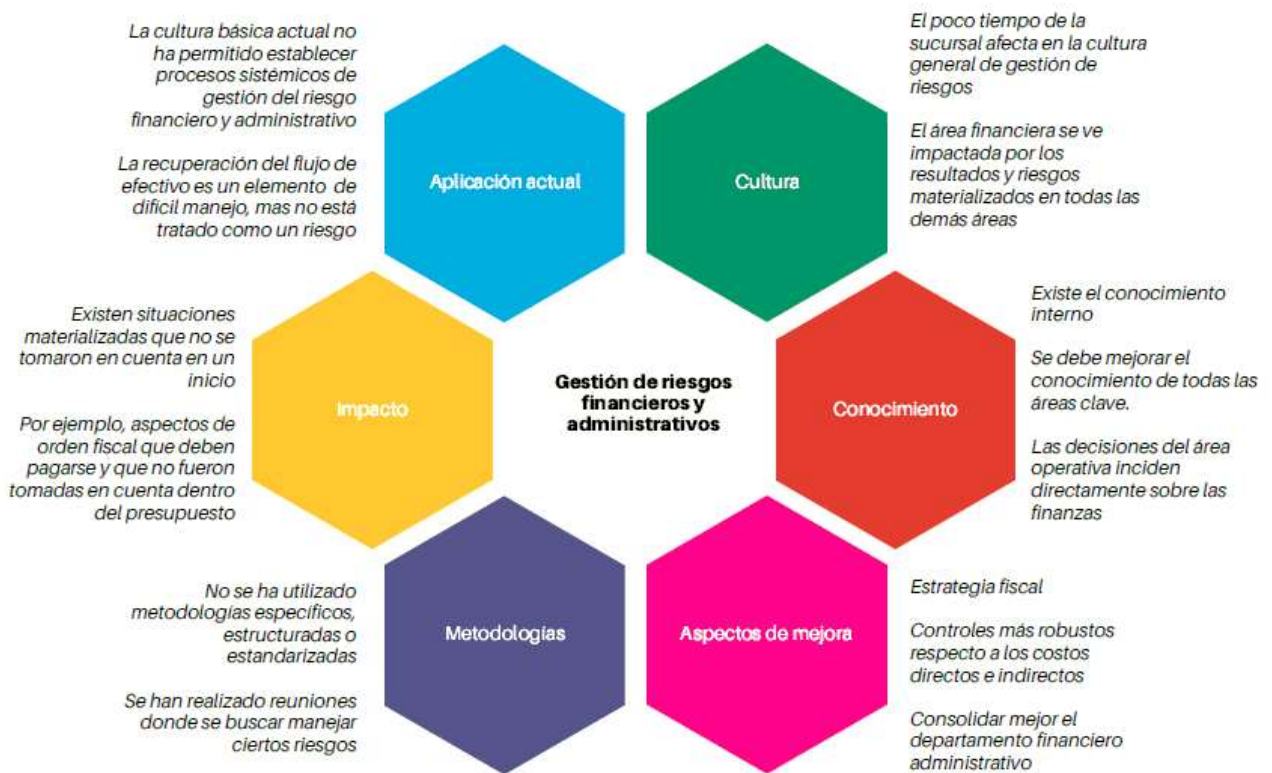 La cultura básica actual no
ha permitido establecer
procesos sistémicos de
gestión del riesgo
financiero y administrativo
La recuperación del flujo de
efectivo es un elemento de
difícil manejo, mas no está
tratado como un riesgo
Aplicación actual
El poco tiempo de la
sucursal afecta en la cultura
general de gestión de
riesgos
El área financiera se ve
impactada por los
resultados y riesgos
materializados en todas las
demás áreas
Cultura
Existen situaciones
materializadas que no se
tomaron en cuenta en un
inicio
Por ejemplo, aspectos de
orden fiscal que deben
pagarse y que no fueron
tomadas en cuenta dentro
del presupuesto
Impacto
Gestión de riesgos
financieros y
administrativos
Conocimiento
Existe el conocimiento
interno
Se debe mejorar el
conocimiento de todas las
áreas clave.
Las decisiones del área
operativa inciden
directamente sobre las
finanzas
No se ha utilizado
metodologías específicos,
estructuradas o
estandarizadas
Se han realizado reuniones
donde se buscar manejar
ciertos riesgos
Metodologías
Aspectos de mejora
Estrategia fiscal
Controles más robustos
respecto a los costos
directos e indirectos
Consolidar mejor el
departamento financiero
administrativo